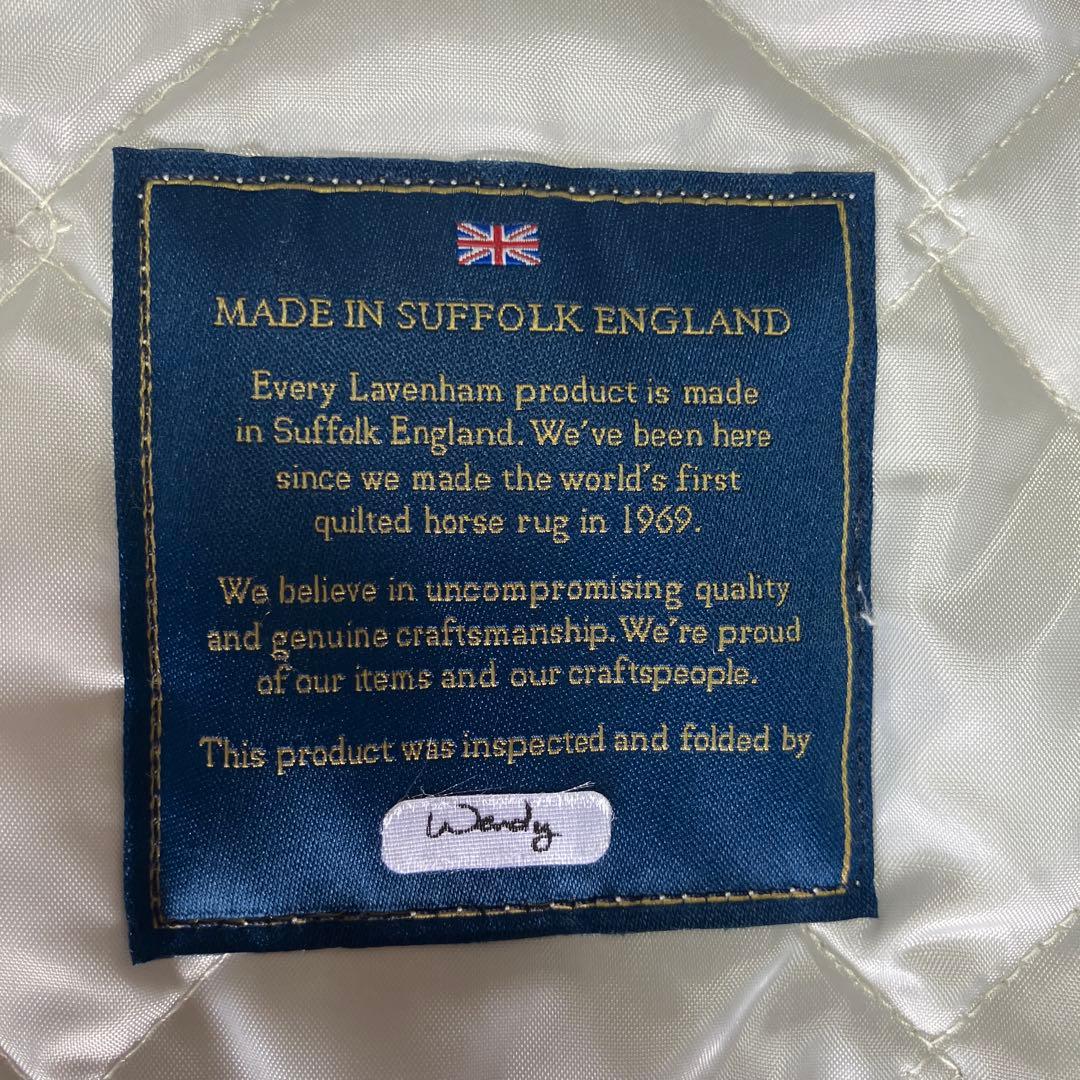 MADE IN SUFFOLK ENGLAND
Every Lavenham product is made
in Suffolk England. We've been here
since we made the world's first
quilted horse rug in 1969.
We believe in uncompromising quality
and genuine craftsmanship. We're proud
of our items and our craftspeople.
This product was inspected and folded by
Wendy